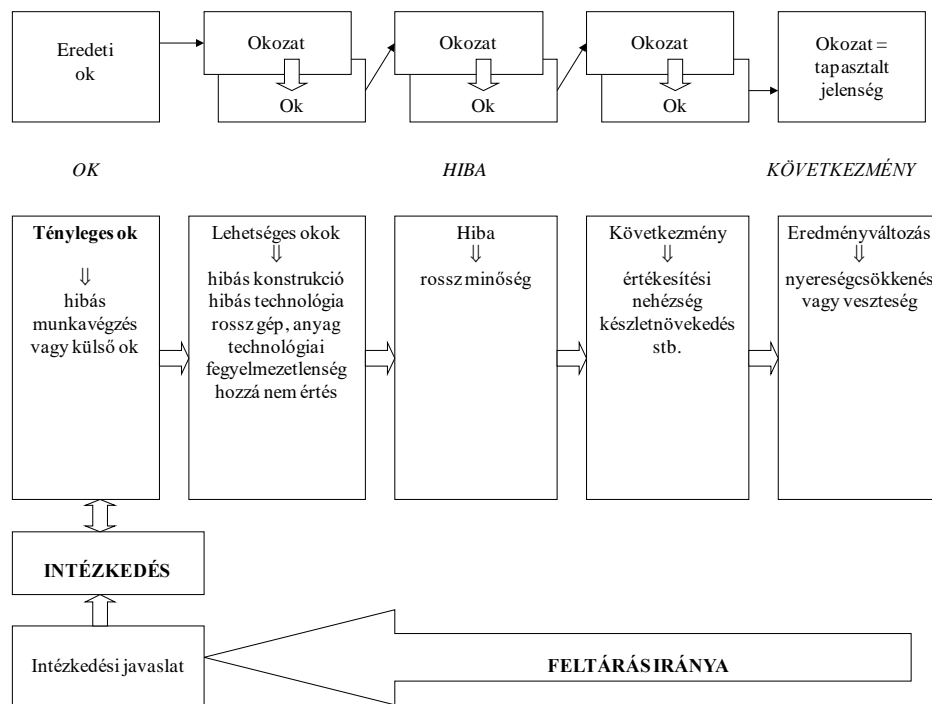 Eredeti
ok
Okozat
Ok
Okozat
Ok
Okozat
Ok
Okozat =
tapasztalt
jelenség
OK
HIBA
KÖVETKEZMÉNY
Tényleges ok
⇓
hibás
munkavégzés
vagy külső ok
Lehetséges okok
⇓
hibás konstrukció
hibás technológia
rossz gép, anyag
technológiai
fegyelmezetlenség
hozzá nem értés
Hiba
⇓
rossz minőség
Következmény
⇓
értékesítési
nehézség
készletnövekedés
stb.
Eredményváltozás
⇓
nyereségcsökkenés
vagy veszteség
INTÉZKEDÉS
Intézkedési javaslat
FELTÁRÁS IRÁNYA